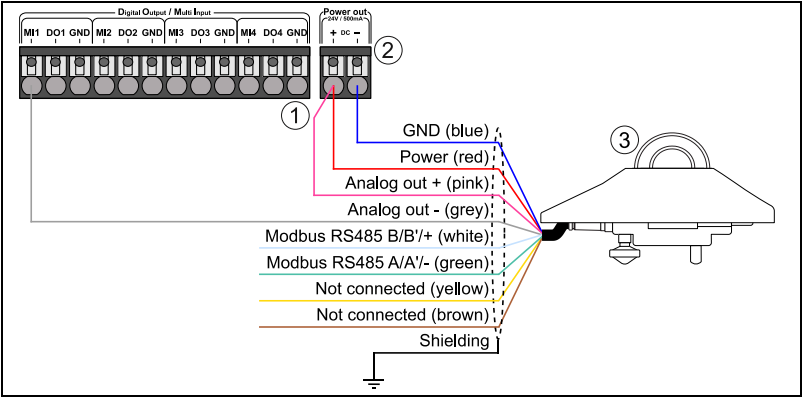 Digital Output / Multi Input
Power out
24V / 500mA
MI1 DO1 GND MI2 DO2 GND MI3 DO3 GND MI4 DO4 GND
+ DC –
2
1
3
GND (blue)
Power (red)
Analog out + (pink)
Analog out - (grey)
Modbus RS485 B/B'/+ (white)
Modbus RS485 A/A'/- (green)
Not connected (yellow)
Not connected (brown)
Shielding